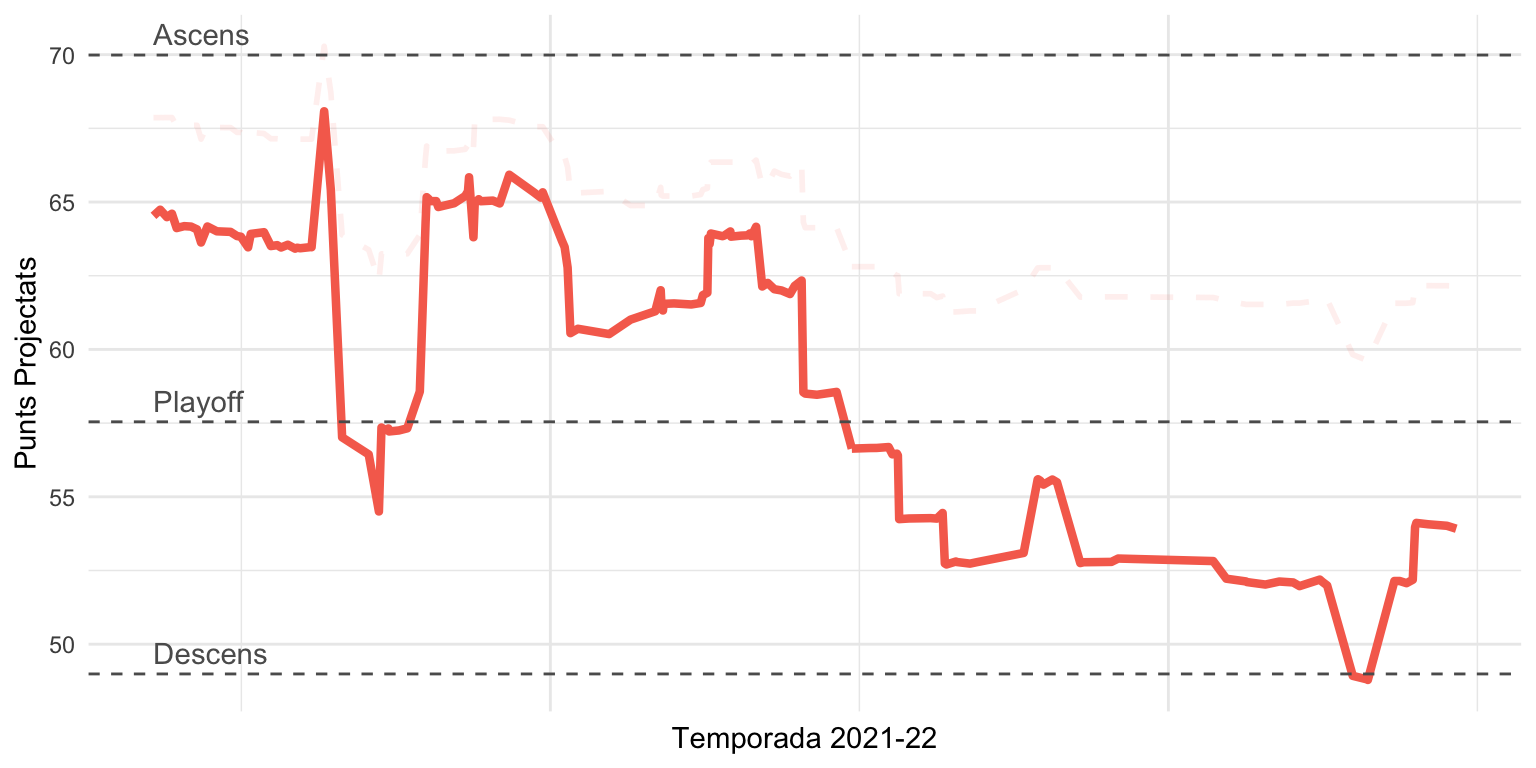 Ascens
70
65
60
Playoff
55
50
Descens
Punts Projectats
Temporada 2021-22